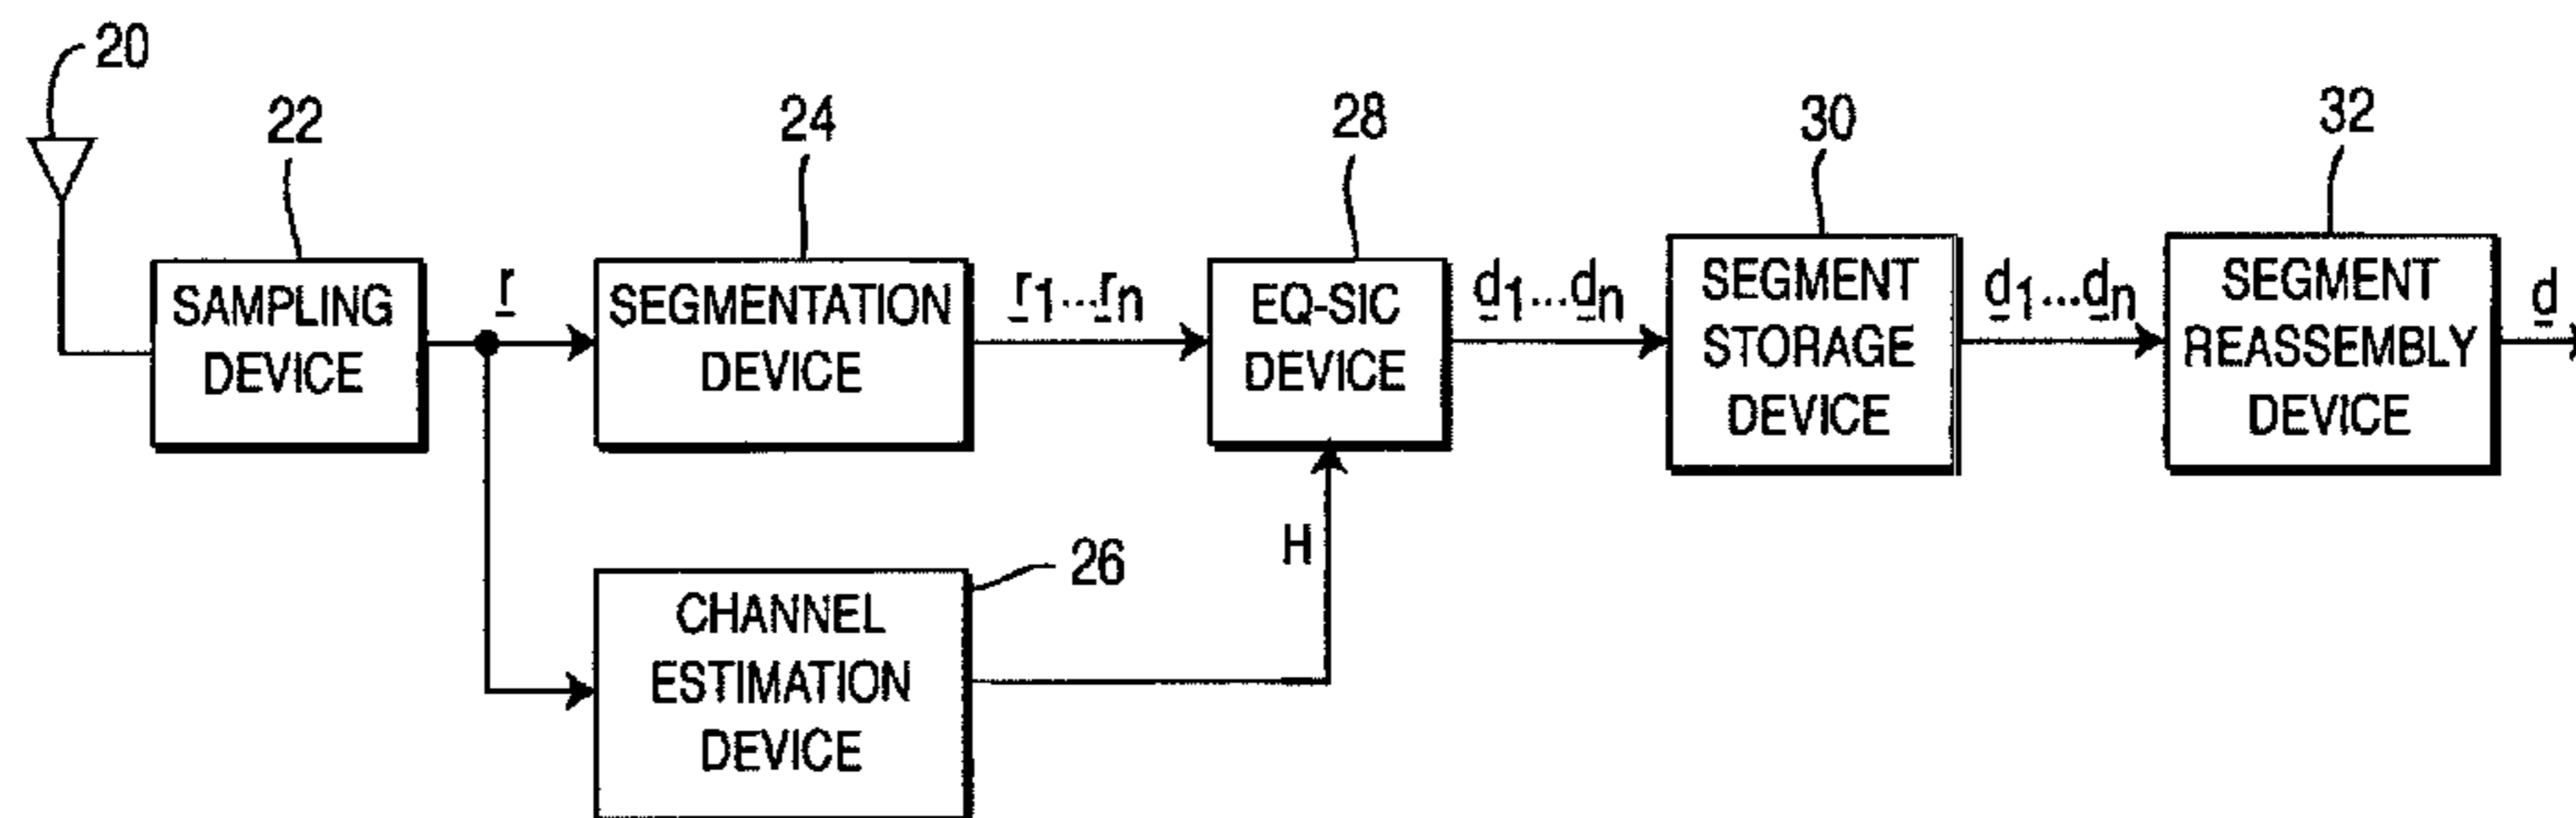 20
22
24
28
30
32
SAMPLING
DEVICE
r
SEGMENTATION
DEVICE
r1...rn
EQ-SIC
DEVICE
d1...dn
SEGMENT
STORAGE
DEVICE
d1...dn
SEGMENT
REASSEMBLY
DEVICE
d
H
26
CHANNEL
ESTIMATION
DEVICE